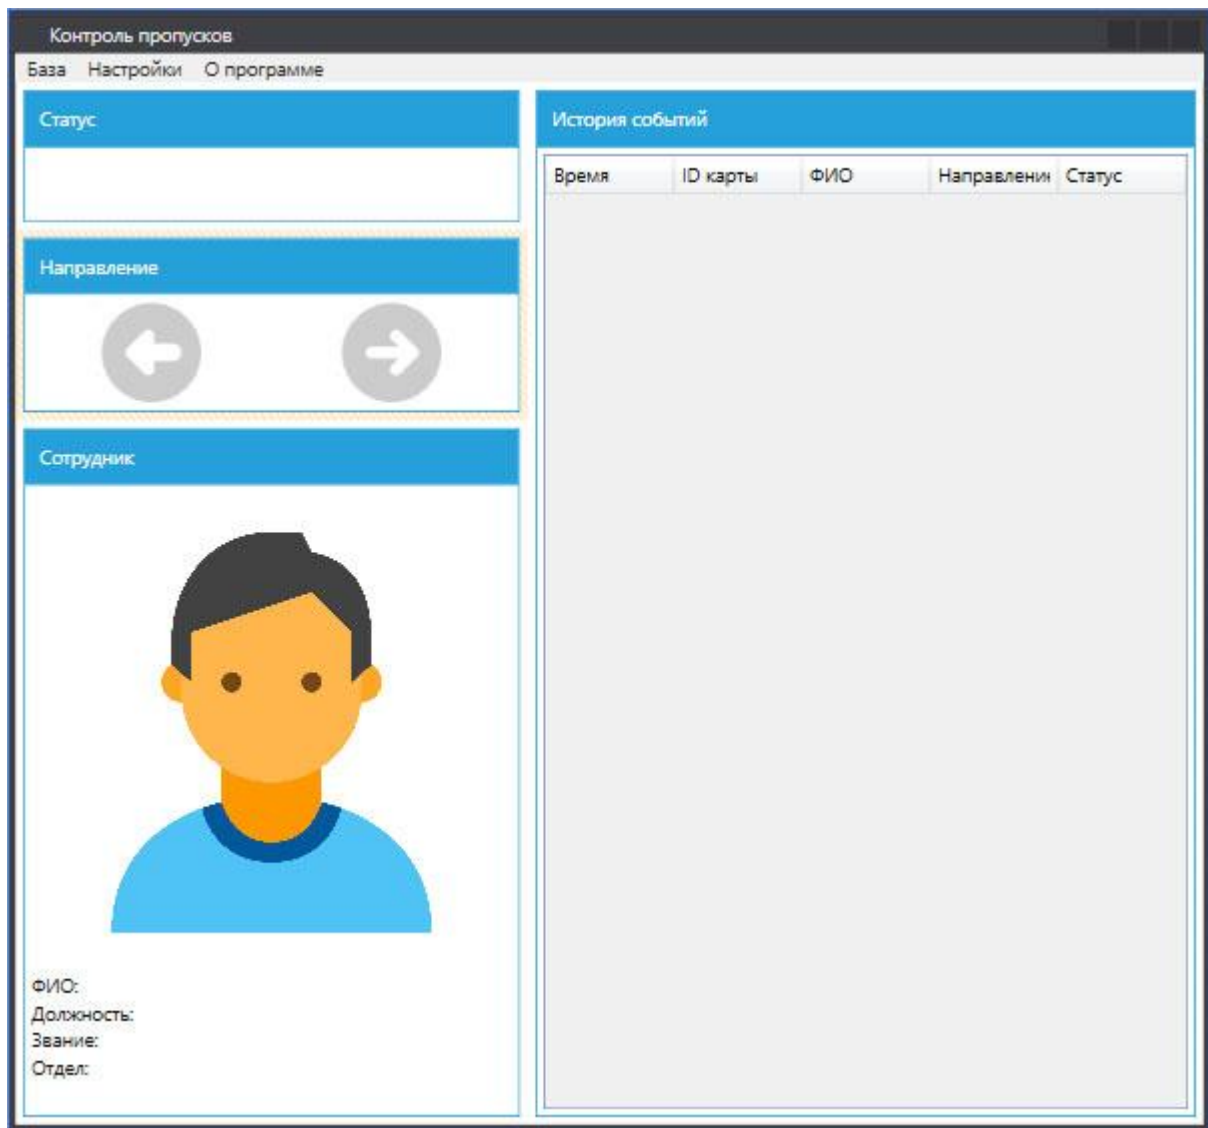 Контроль пропусков
База Настройки О программе
Статус
Направление
Сотрудник
ФИО:
Должность:
Звание:
Отдел:
История событий
Время ID карты ФИО Направлени Статус